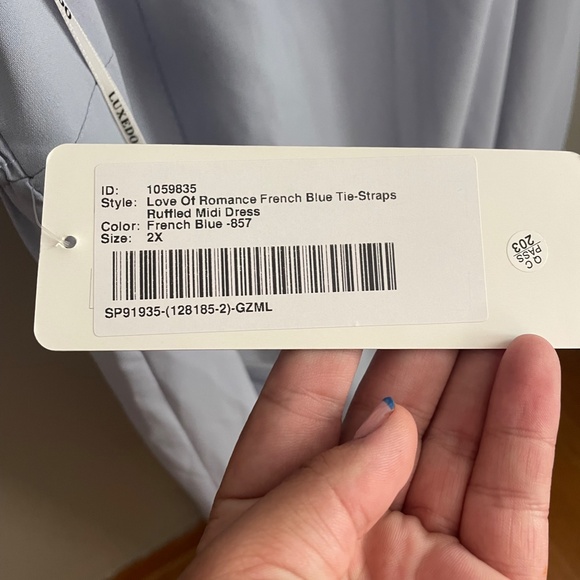 LUXEDO
ID: 1059835
Style: Love Of Romance French Blue Tie-Straps
Ruffled Midi Dress
Color: French Blue -857
Size: 2X
SP91935-(128185-2)-GZML
QC
PASS
203